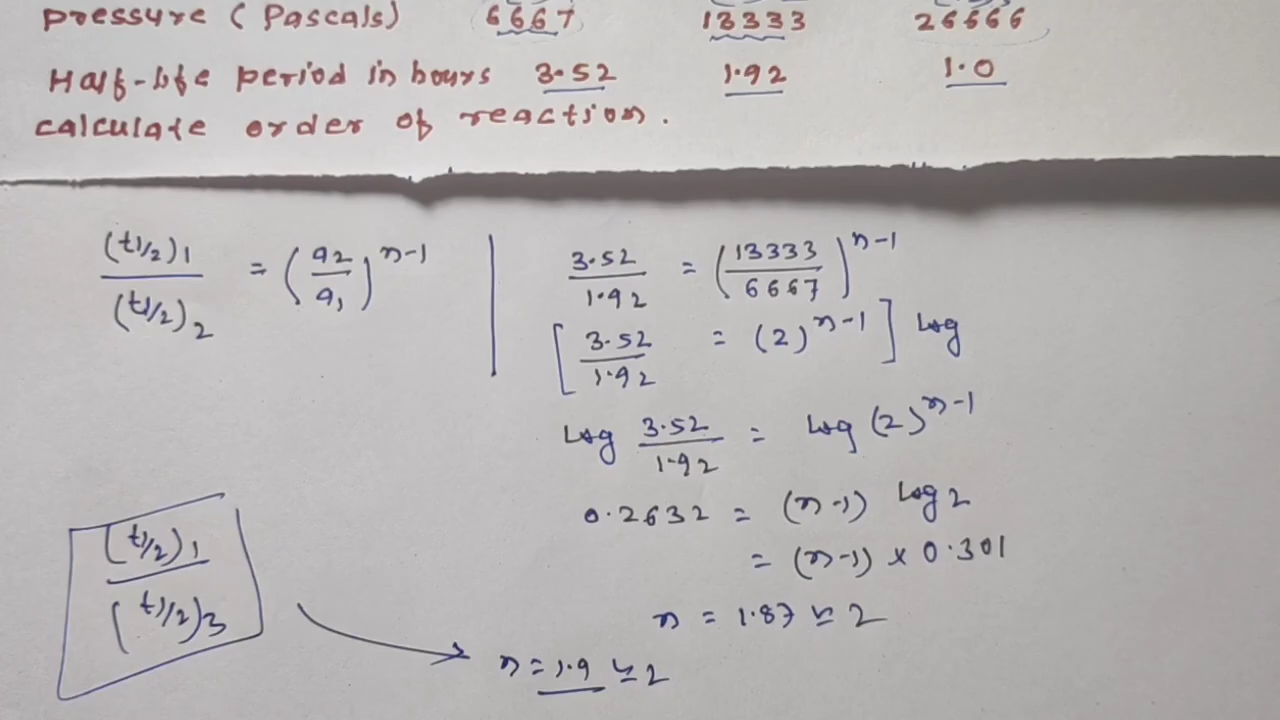 pressure (Pascals) 6667 13333 26666
Half-life period in hours 3.52 1.92 1.0
calculate order of reaction.
(t1/2)1 / (t1/2)2 = (a2/a1)^n-1
3.52/1.92 = (13333/6667)^n-1
[3.52/1.92 = (2)^n-1] log
log 3.52/1.92 = log (2)^n-1
0.2632 = (n-1) log 2
= (n-1) x 0.301
n = 1.87 ≃ 2
(t1/2)1 / (t1/2)3
n = 1.9 ≃ 2